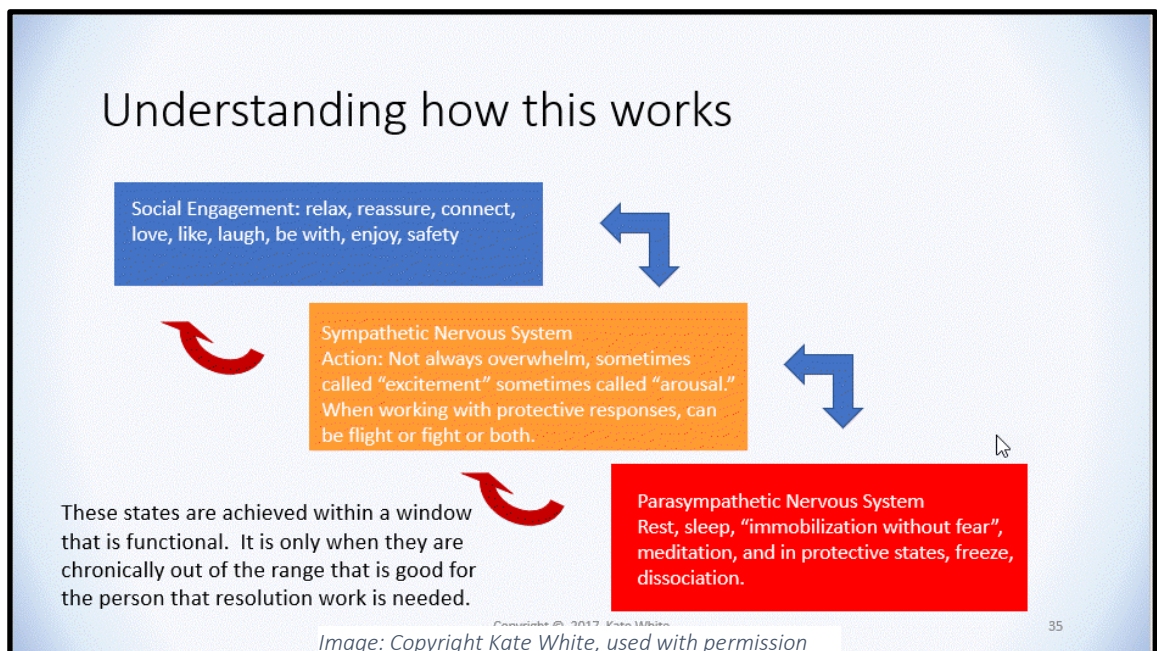 Understanding how this works
Social Engagement: relax, reassure, connect,
love, like, laugh, be with, enjoy, safety
Sympathetic Nervous System
Action: Not always overwhelm, sometimes
called “excitement” sometimes called “arousal.”
When working with protective responses, can
be flight or fight or both.
Parasympathetic Nervous System
Rest, sleep, “immobilization without fear”,
meditation, and in protective states, freeze,
dissociation.
These states are achieved within a window
that is functional.  It is only when they are
chronically out of the range that is good for
the person that resolution work is needed.
Copyright © 2017 Kate White
35
Image: Copyright Kate White, used with permission